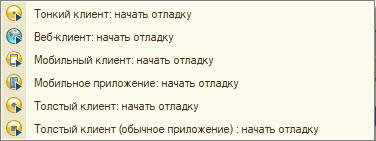 Тонкий клиент: начать отладку
Веб-клиент: начать отладку
Мобильный клиент: начать отладку
Мобильное приложение: начать отладку
Толстый клиент: начать отладку
Толстый клиент (обычное приложение) : начать отладку